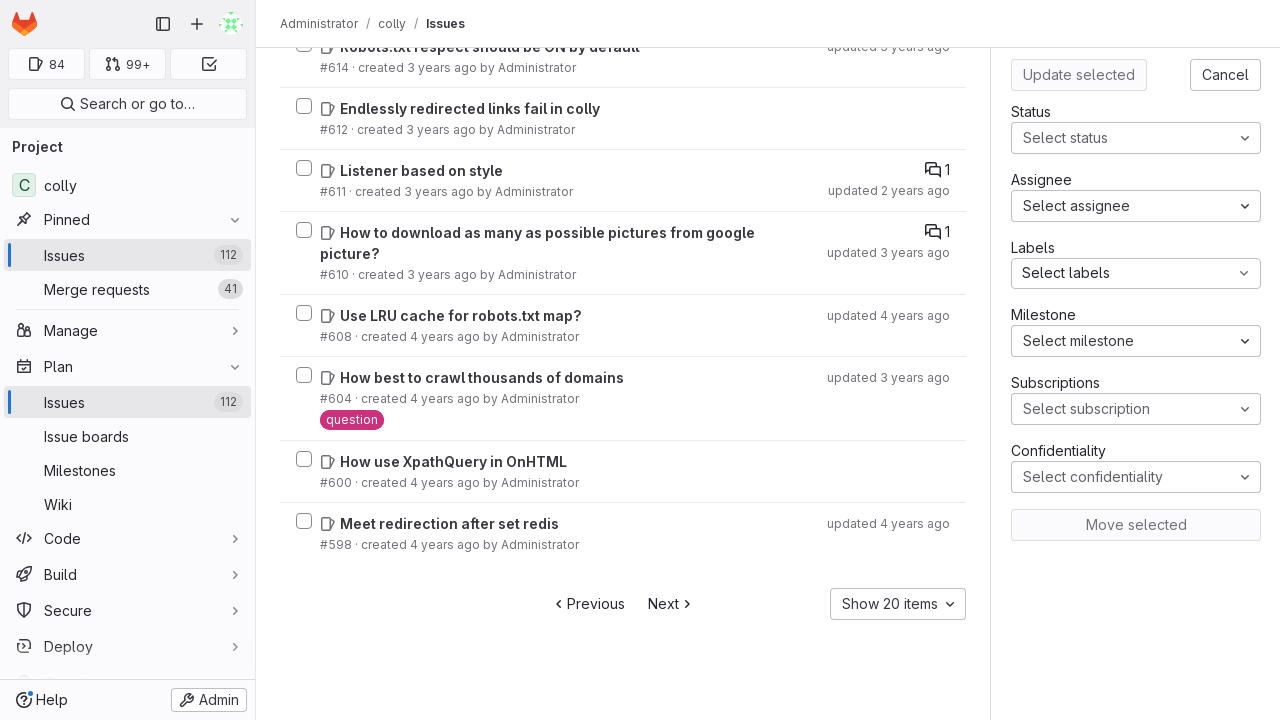 Administrator / colly / Issues
84
99+
Search or go to…
Project
C colly
Pinned
Issues 112
Merge requests 41
Manage
Plan
Issues 112
Issue boards
Milestones
Wiki
Code
Build
Secure
Deploy
Help
Admin
Robots.txt respect should be ON by default
updated 3 years ago
#614 · created 3 years ago by Administrator
Endlessly redirected links fail in colly
#612 · created 3 years ago by Administrator
Listener based on style
1
#611 · created 3 years ago by Administrator
updated 2 years ago
How to download as many as possible pictures from google
picture?
1
updated 3 years ago
#610 · created 3 years ago by Administrator
Use LRU cache for robots.txt map?
updated 4 years ago
#608 · created 4 years ago by Administrator
How best to crawl thousands of domains
updated 3 years ago
#604 · created 4 years ago by Administrator
question
How use XpathQuery in OnHTML
#600 · created 4 years ago by Administrator
Meet redirection after set redis
updated 4 years ago
#598 · created 4 years ago by Administrator
Previous
Next
Show 20 items
Update selected
Cancel
Status
Select status
Assignee
Select assignee
Labels
Select labels
Milestone
Select milestone
Subscriptions
Select subscription
Confidentiality
Select confidentiality
Move selected